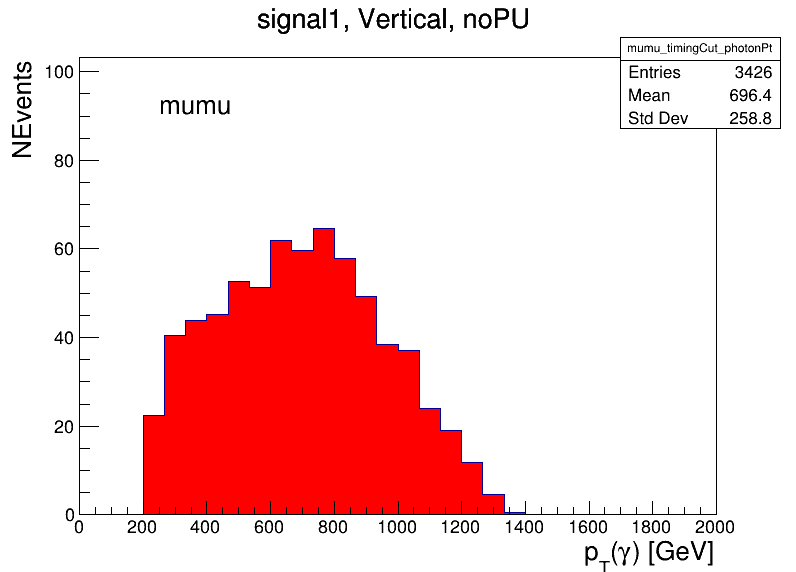 signal1, Vertical, noPU
mumu_timingCut_photonPt
Entries 3426
Mean 696.4
Std Dev 258.8
NEvents
mumu
100
80
60
40
20
0
0 200 400 600 800 1000 1200 1400 1600 1800 2000
p_T(γ) [GeV]